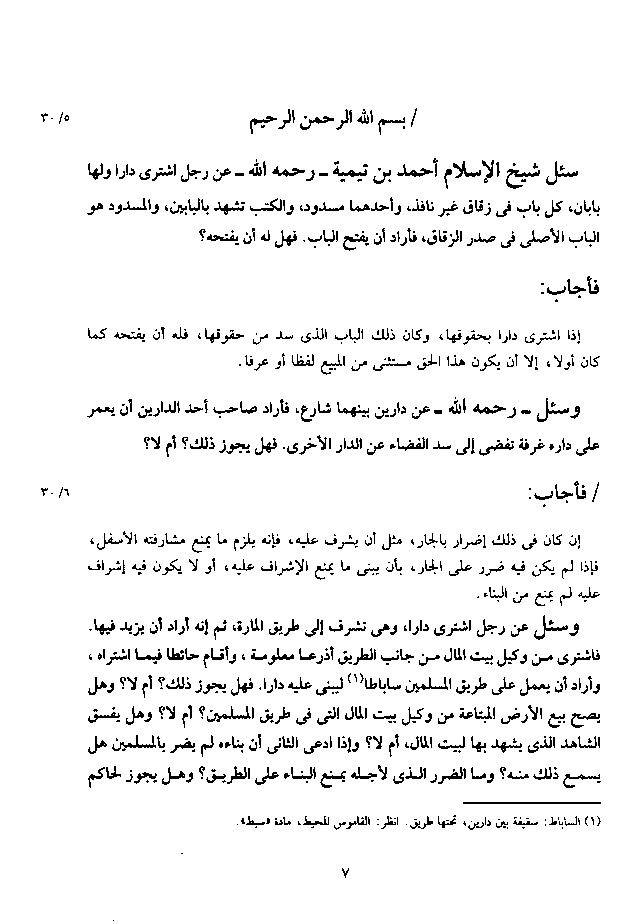 / بسم الله الرحمن الرحيم ٣٠/٥
سئل شيخ الإسلام أحمد بن تيمية ـ رحمه الله ـ عن رجل اشترى دارا ولها
بابان، كل باب فى زقاق غير نافذ، وأحدهما مسدود، والكتب تشهد بالبابين، والمسدود هو
الباب الأصلى فى صدر الزقاق، فأراد أن يفتح الباب. فهل له أن يفتحه؟
فأجاب:
إذا اشترى دارا بحقوقها، وكان ذلك الباب الذى سد من حقوقها، فله أن يفتحه كما
كان أولا، إلا أن يكون هذا الحق مستثنى من المبيع لفظا أو عرفا.
وسئل ـ رحمه الله ـ عن دارين بينهما شارع، فأراد صاحب أحد الدارين أن يعمر
على داره غرفة تفضى إلى سد الفضاء عن الدار الأخرى. فهل يجوز ذلك؟ أم لا؟
/ فأجاب: ٣٠/٦
إن كان فى ذلك إضرار بالجار، مثل أن يشرف عليه، فإنه يلزم ما يمنع مشارفته الأسفل،
فإذا لم يكن فيه ضرر على الجار، بأن يبنى ما يمنع الإشراف عليه، أو لا يكون فيه إشراف
عليه لم يمنع من البناء.
وسئل عن رجل اشترى دارا، وهى تشرف إلى طريق المارة، ثم إنه أراد أن يزيد فيها.
فاشترى من وكيل بيت المال من جانب الطريق أذرعا معلومة، وأقام حائطا فيما اشتراه،
وأراد أن يعمل على طريق المسلمين ساباطا(١) ليبنى عليه دارا. فهل يجوز ذلك؟ أم لا؟ وهل
يصح بيع الأرض المبتاعة من وكيل بيت المال التى فى طريق المسلمين؟ أم لا؟ وهل يفسق
الشاهد الذى يشهد بها لبيت المال، أم لا؟ وإذا ادعى الثانى أن بناءه لم يضر بالمسلمين هل
يسمع ذلك منه؟ وما الضرر الذى لأجله يمنع البناء على الطريق؟ وهل يجوز لحاكم
(١) الساباط: سقيفة بين دارين، تحتها طريق. انظر: القاموس المحيط، مادة «سبط».
٧